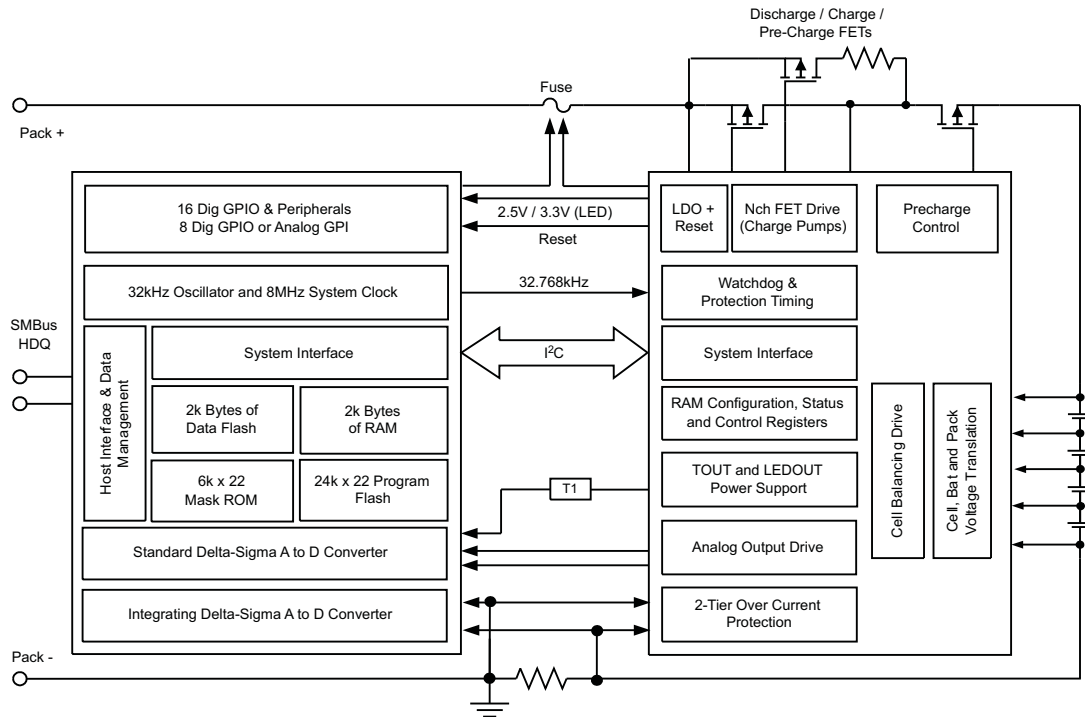 Discharge / Charge /
Pre-Charge FETs
Fuse
Pack +
16 Dig GPIO & Peripherals
8 Dig GPIO or Analog GPI
2.5V / 3.3V (LED)
Reset
LDO +
Reset
Nch FET Drive
(Charge Pumps)
Precharge
Control
32kHz Oscillator and 8MHz System Clock
32.768kHz
Watchdog &
Protection Timing
SMBus
HDQ
Host Interface & Data
Management
System Interface
I²C
System Interface
2k Bytes of
Data Flash
2k Bytes
of RAM
RAM Configuration, Status
and Control Registers
6k x 22
Mask ROM
24k x 22 Program
Flash
T1
TOUT and LEDOUT
Power Support
Cell Balancing Drive
Cell, Bat and Pack
Voltage Translation
Standard Delta-Sigma A to D Converter
Analog Output Drive
Integrating Delta-Sigma A to D Converter
2-Tier Over Current
Protection
Pack -